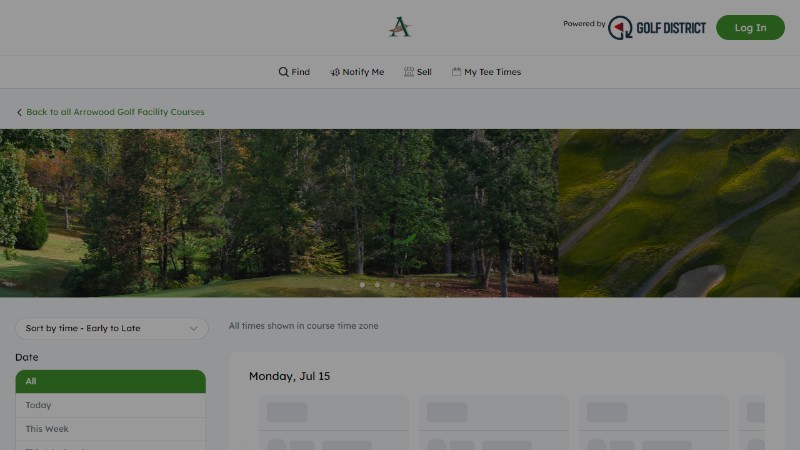 A
Powered by GOLF DISTRICT
Log In
Find
Notify Me
Sell
My Tee Times
Back to all Arrowood Golf Facility Courses
Sort by time - Early to Late
All times shown in course time zone
Date
All
Today
This Week
Monday, Jul 15